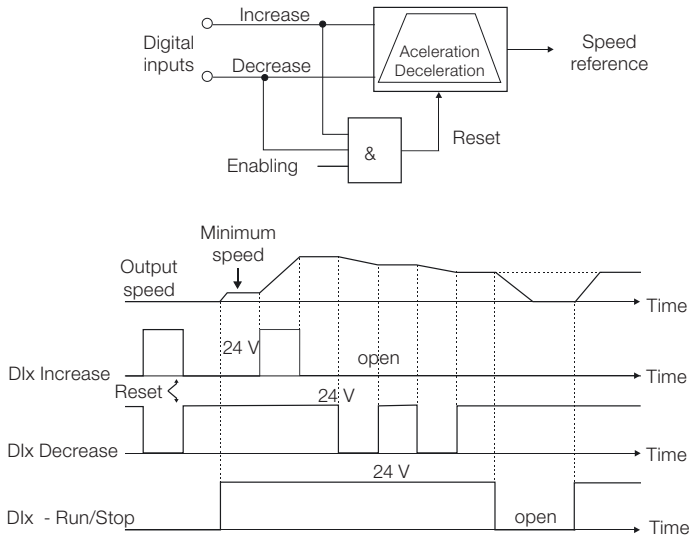 Increase
Digital
inputs
Decrease
Aceleration
Deceleration
Speed
reference
Reset
&
Enabling
Minimum
speed
Output
speed
Time
24 V
open
DIx Increase
Time
Reset
24 V
DIx Decrease
Time
24 V
DIx - Run/Stop
open
Time